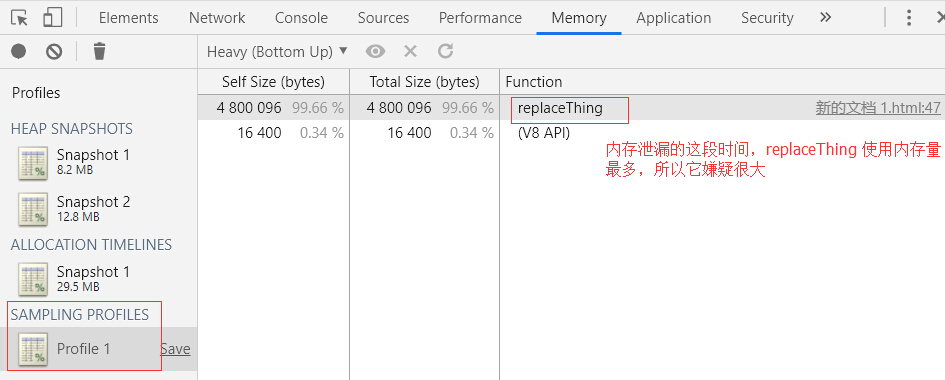 Elements Network Console Sources Performance Memory Application Security »
Heavy (Bottom Up) ▼
Profiles
HEAP SNAPSHOTS
Snapshot 1
8.2 MB
Snapshot 2
12.8 MB
ALLOCATION TIMELINES
Snapshot 1
29.5 MB
SAMPLING PROFILES
Profile 1 Save
Self Size (bytes) Total Size (bytes) Function
4 800 096 99.66 % 4 800 096 99.66 % replaceThing 新的文档 1.html:47
16 400 0.34 % 16 400 0.34 % (V8 API)
内存泄漏的这段时间，replaceThing 使用内存量
最多，所以它嫌疑很大